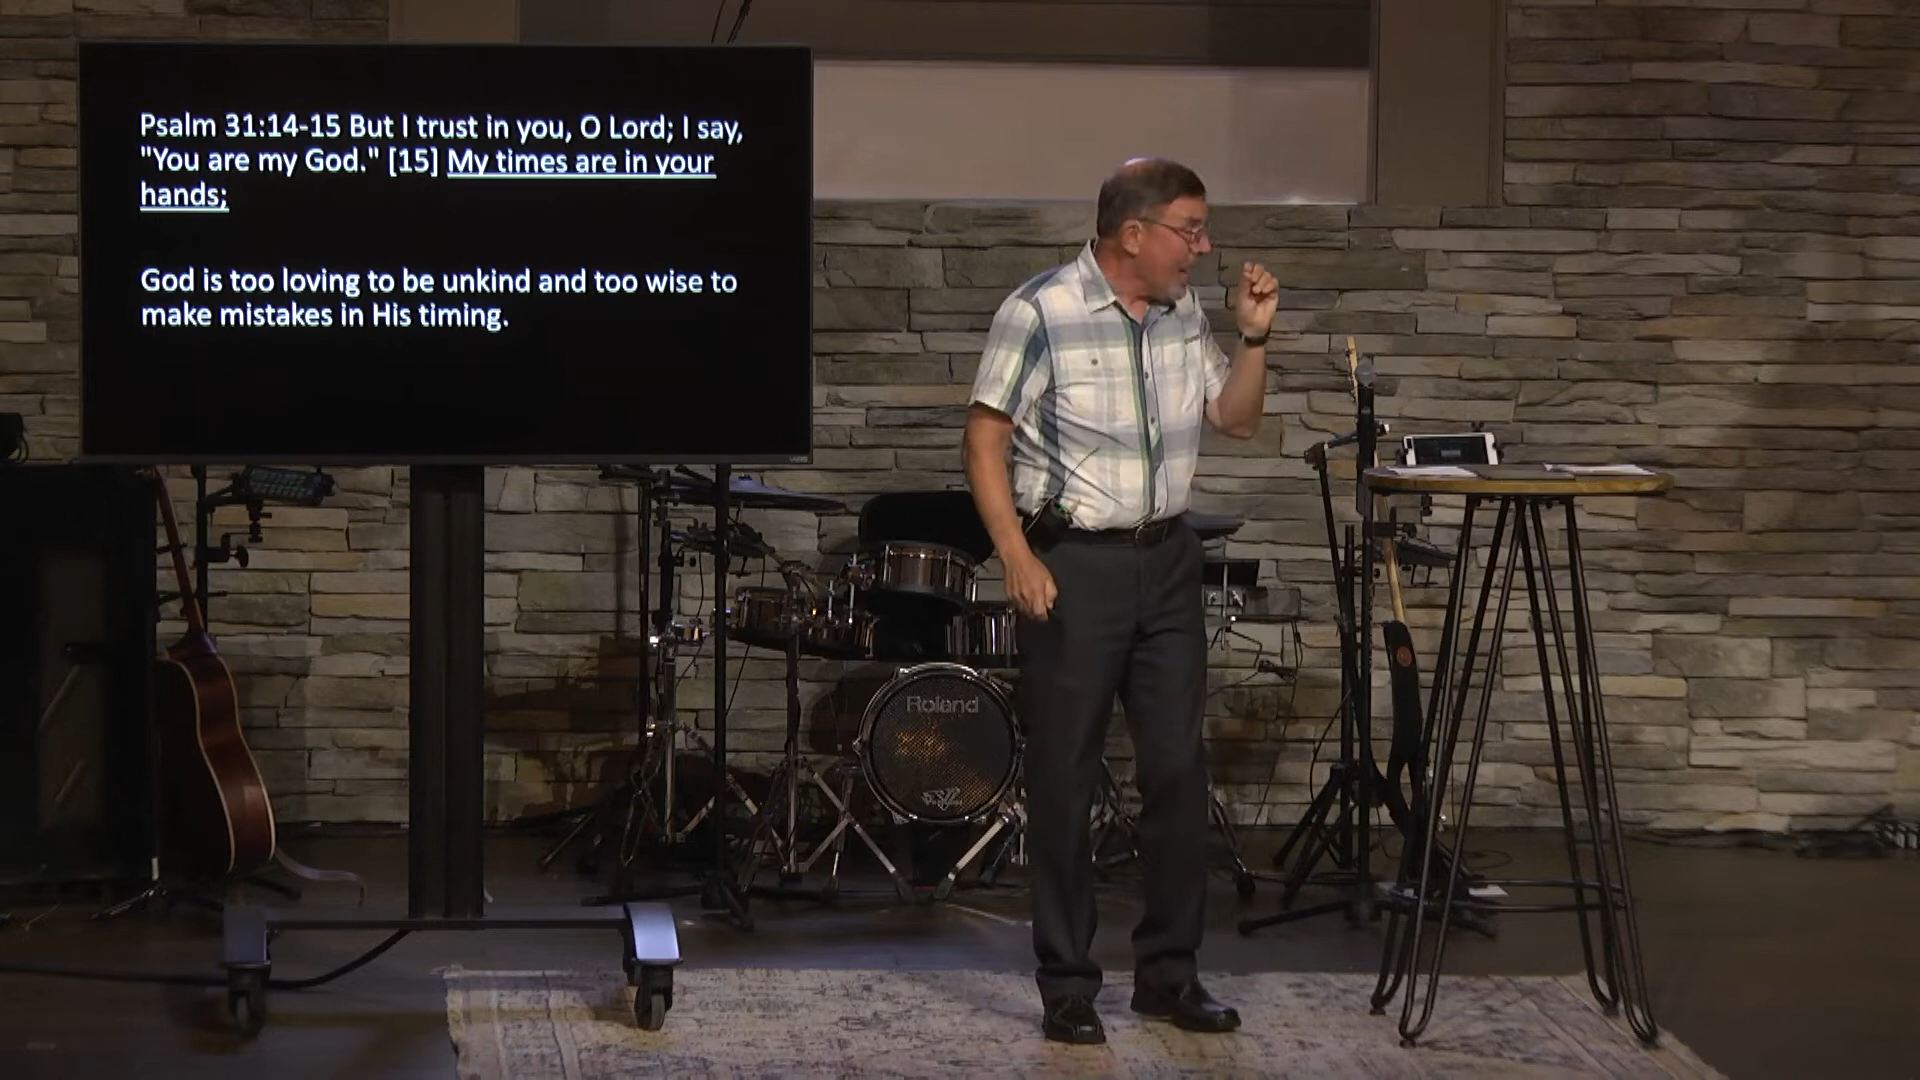 Psalm 31:14-15 But I trust in you, O Lord; I say,
"You are my God." [15] My times are in your
hands;
God is too loving to be unkind and too wise to
make mistakes in His timing.
Roland